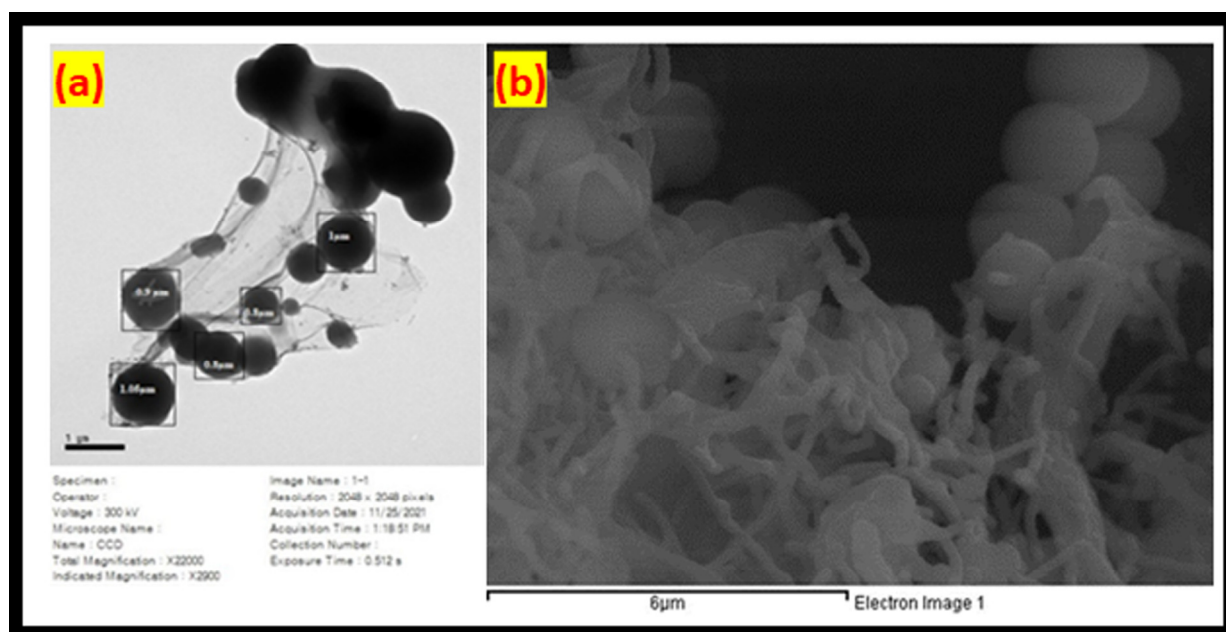 (a)
1μm
0.9 μm
0.8μm
0.8μm
1.06μm
1 μm
Specimen :
Operator :
Voltage : 300 kV
Microscope Name :
Name : CCD
Total Magnification : X22000
Indicated Magnification : X2900
Image Name : 1-1
Resolution : 2048 x 2048 pixels
Acquisition Date : 11/25/2021
Acquisition Time : 1:18:51 PM
Collection Number :
Exposure Time : 0.512 s
(b)
6μm
Electron Image 1